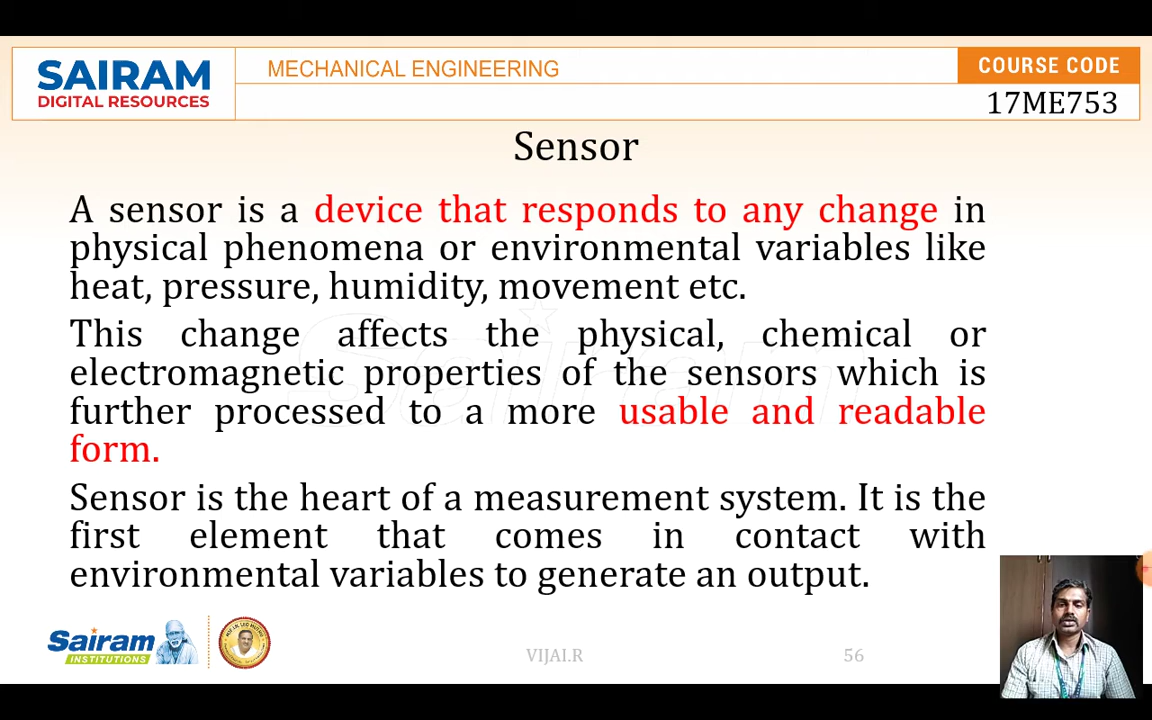 SAIRAM
DIGITAL RESOURCES
MECHANICAL ENGINEERING
COURSE CODE
17ME753
Sensor
A sensor is a device that responds to any change in
physical phenomena or environmental variables like
heat, pressure, humidity, movement etc.
This change affects the physical, chemical or
electromagnetic properties of the sensors which is
further processed to a more usable and readable
form.
Sensor is the heart of a measurement system. It is the
first element that comes in contact with
environmental variables to generate an output.
Sairam
INSTITUTIONS
VIJAI.R
56
Sairam